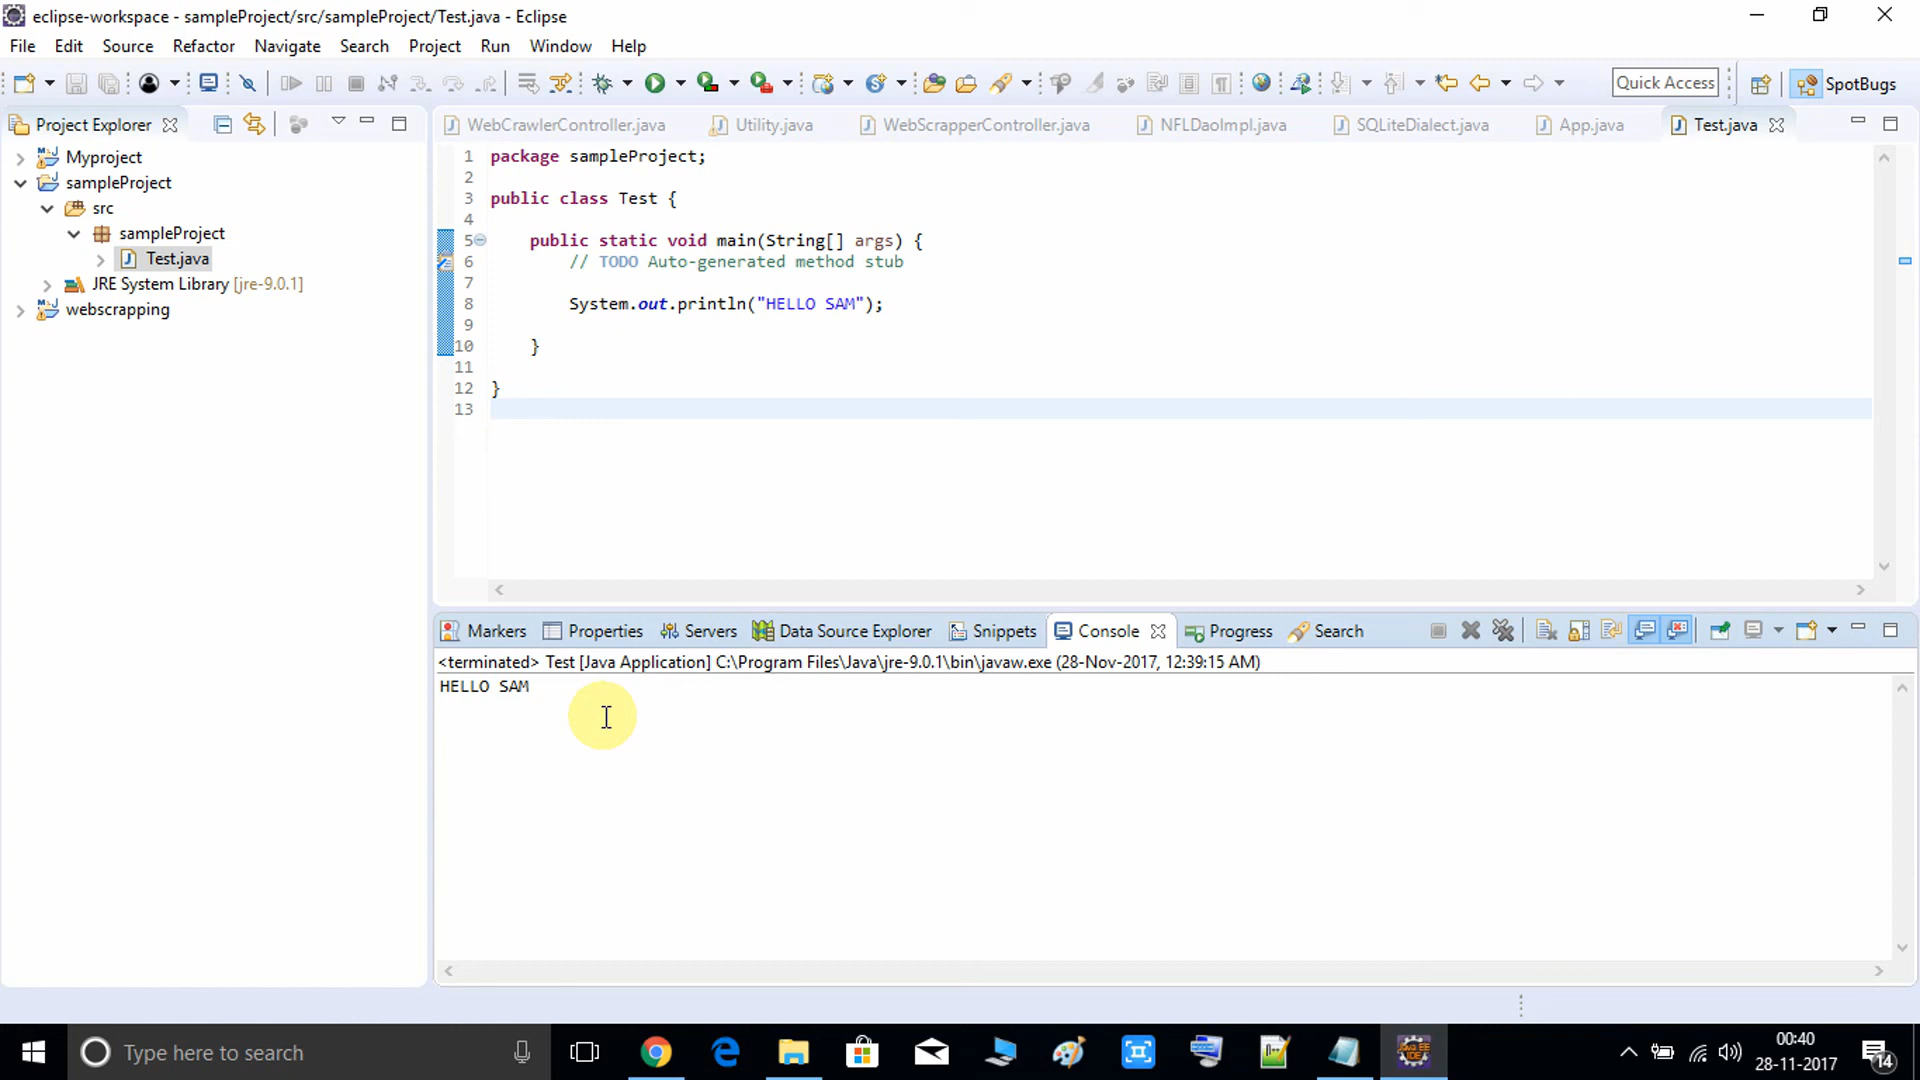 eclipse-workspace - sampleProject/src/sampleProject/Test.java - Eclipse
File Edit Source Refactor Navigate Search Project Run Window Help
Quick Access
SpotBugs
Project Explorer
Myproject
sampleProject
src
sampleProject
Test.java
JRE System Library [jre-9.0.1]
webscrapping
WebCrawlerController.java Utility.java WebScrapperController.java NFLDaoImpl.java SQLiteDialect.java App.java Test.java
1 package sampleProject;
2
3 public class Test {
4
5 public static void main(String[] args) {
6 // TODO Auto-generated method stub
7
8 System.out.println("HELLO SAM");
9
10 }
11
12 }
13
Markers Properties Servers Data Source Explorer Snippets Console Progress Search
<terminated> Test [Java Application] C:\Program Files\Java\jre-9.0.1\bin\javaw.exe (28-Nov-2017, 12:39:15 AM)
HELLO SAM
Type here to search
Java EE
IDE
00:40
28-11-2017
14